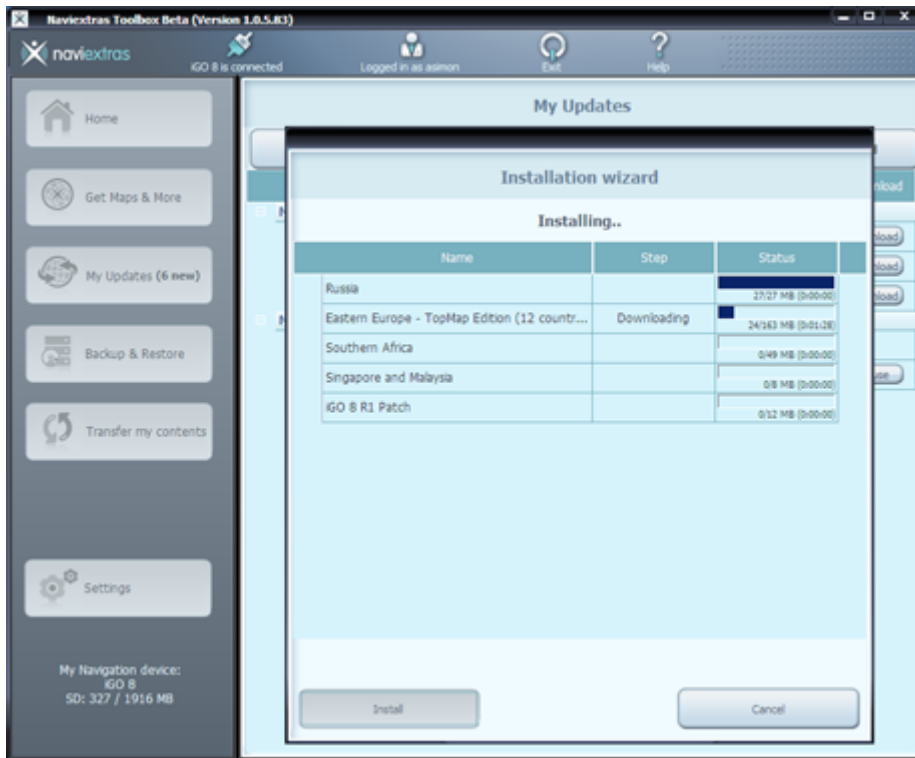 Naviextras Toolbox Beta (Version 1.0.5.83)
naviextras
iGO 8 is connected
Logged in as asimon
Exit
Help
Home
Get Maps & More
My Updates (6 new)
Backup & Restore
Transfer my contents
Settings
My Navigation device:
iGO 8
SD: 327 / 1916 MB
My Updates
Installation wizard
Installing..
Name Step Status
Russia 27/27 MB (0:00:00)
Eastern Europe - TopMap Edition (12 countr... Downloading 24/163 MB (0:01:28)
Southern Africa 0/49 MB (0:00:00)
Singapore and Malaysia 0/8 MB (0:00:00)
iGO 8 R1 Patch 0/12 MB (0:00:00)
Install
Cancel